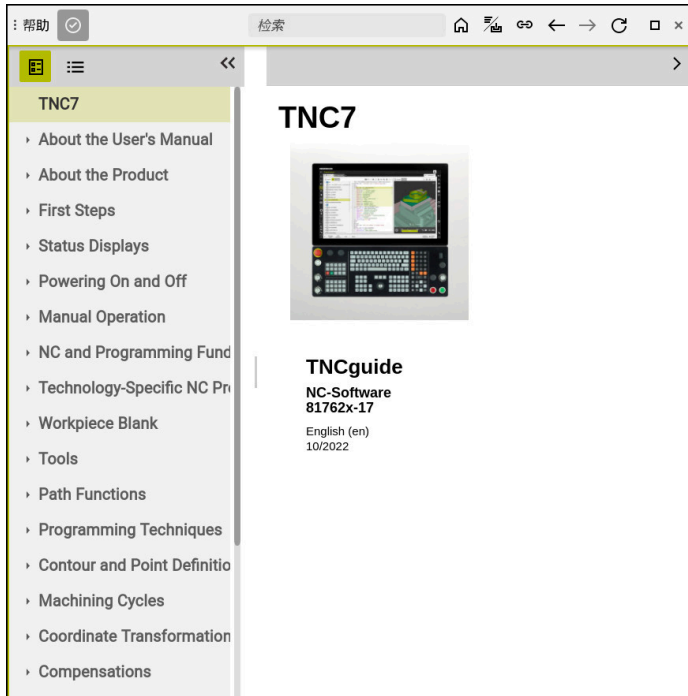 帮助
检索
TNC7
About the User's Manual
About the Product
First Steps
Status Displays
Powering On and Off
Manual Operation
NC and Programming Fund
Technology-Specific NC Pr
Workpiece Blank
Tools
Path Functions
Programming Techniques
Contour and Point Definitio
Machining Cycles
Coordinate Transformation
Compensations
TNC7
TNCguide
NC-Software
81762x-17
English (en)
10/2022